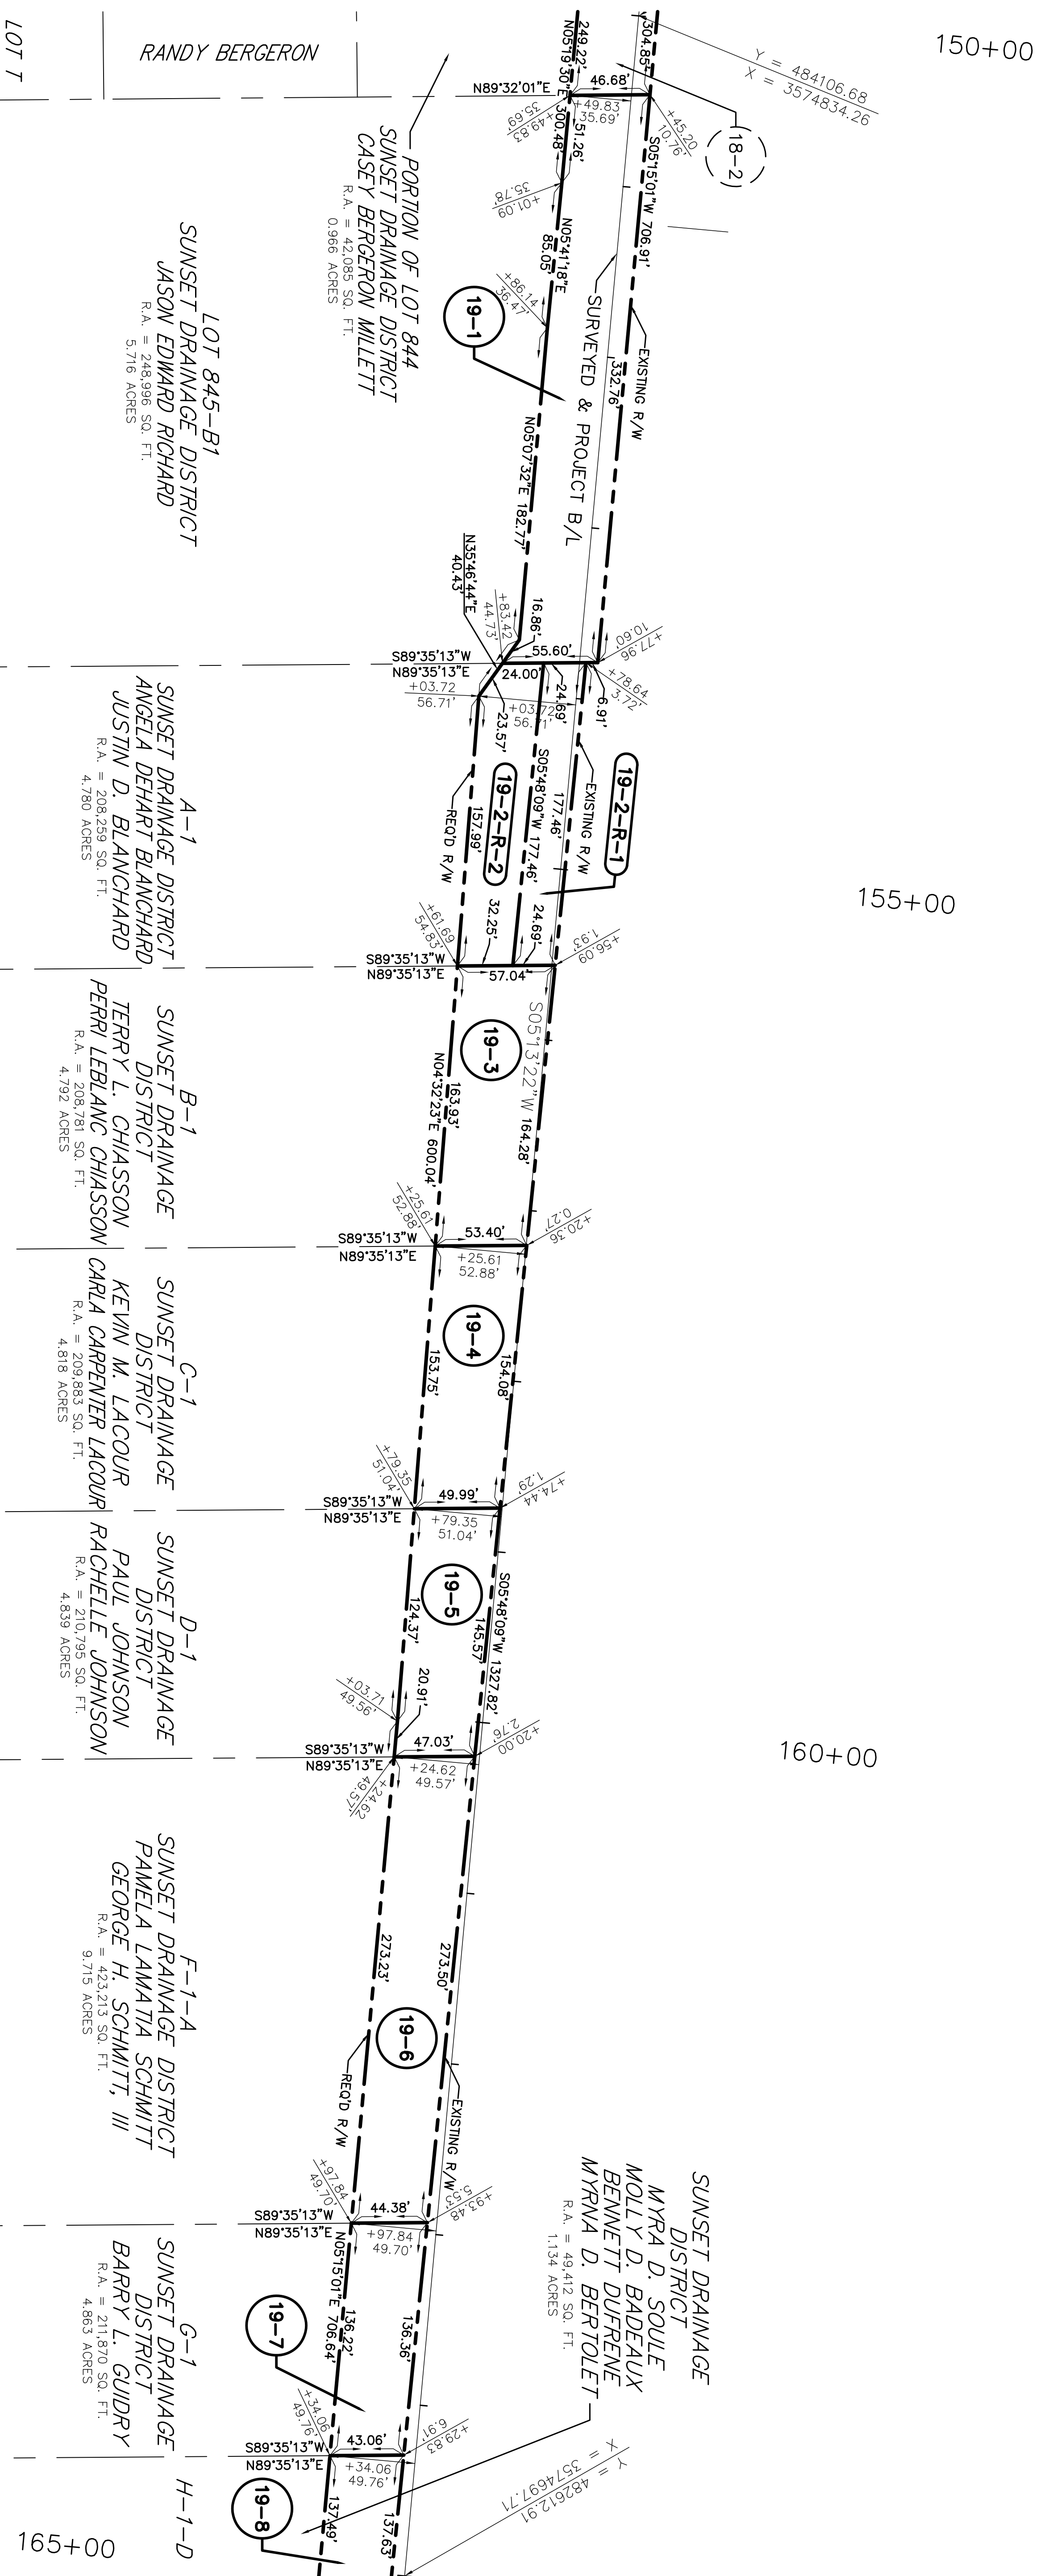 150+00
155+00
160+00
165+00
Y = 484106.68
X = 3574834.26
18-2
LOT T
RANDY BERGERON
N89°32'01"E
249.22'
N05°19'30"E 300.48'
304.85'
46.68'
+49.83
35.69'
+49.83
35.69'
+45.20
10.76'
51.26'
+01.09
35.78'
S05°15'01"W 706.91'
N05°41'18"E
85.05'
+86.14
36.47'
PORTION OF LOT 844
SUNSET DRAINAGE DISTRICT
CASEY BERGERON MILLETT
R.A. = 42,085 SQ. FT.
0.966 ACRES
LOT 845-B1
SUNSET DRAINAGE DISTRICT
JASON EDWARD RICHARD
R.A. = 248,996 SQ. FT.
5.716 ACRES
19-1
SURVEYED & PROJECT B/L
EXISTING R/W
332.76'
N05°07'32"E 182.77'
N35°46'44"E
40.43'
+83.42
44.73'
16.86'
55.60'
+77.96
10.60'
+78.64
3.72'
S89°35'13"W
N89°35'13"E
24.00'
24.69'
6.91'
+03.72
56.71'
+03.72
56.71'
23.57'
EXISTING R/W
177.46'
S05°48'09"W 177.46'
19-2-R-1
19-2-R-2
157.99'
REQ'D R/W
32.25'
24.69'
A-1
SUNSET DRAINAGE DISTRICT
ANGELA DEHART BLANCHARD
JUSTIN D. BLANCHARD
R.A. = 208,259 SQ. FT.
4.780 ACRES
+61.69
54.83'
+56.09
1.93'
S89°35'13"W
N89°35'13"E
57.04'
19-3
S05°13'22"W 164.28'
163.93'
N04°32'23"E 600.04'
B-1
SUNSET DRAINAGE
DISTRICT
TERRY L. CHIASSON
PERRI LEBLANC CHIASSON
R.A. = 208,781 SQ. FT.
4.792 ACRES
+25.61
52.88'
+20.36
0.27'
S89°35'13"W
N89°35'13"E
53.40'
+25.61
52.88'
19-4
154.08'
153.75'
C-1
SUNSET DRAINAGE
DISTRICT
KEVIN M. LACOUR
CARLA CARPENTER LACOUR
R.A. = 209,883 SQ. FT.
4.818 ACRES
+79.35
51.04'
+74.44
1.29'
S89°35'13"W
N89°35'13"E
49.99'
+79.35
51.04'
19-5
S05°48'09"W 1327.82'
145.57'
124.37'
20.91'
+03.71
49.56'
D-1
SUNSET DRAINAGE
DISTRICT
PAUL JOHNSON
RACHELLE JOHNSON
R.A. = 210,795 SQ. FT.
4.839 ACRES
+20.00
2.76'
S89°35'13"W
N89°35'13"E
47.03'
+24.62
49.57'
+24.62
49.57'
273.23'
273.50'
19-6
REQ'D R/W
EXISTING R/W
F-1-A
SUNSET DRAINAGE DISTRICT
PAMELA LAMATIA SCHMITT
GEORGE H. SCHMITT, III
R.A. = 423,213 SQ. FT.
9.715 ACRES
+97.84
49.70'
+93.48
5.53'
S89°35'13"W
N89°35'13"E
44.38'
+97.84
49.70'
N05°15'01"E 706.64'
136.22'
136.36'
19-7
G-1
SUNSET DRAINAGE
DISTRICT
BARRY L. GUIDRY
R.A. = 211,870 SQ. FT.
4.863 ACRES
SUNSET DRAINAGE
DISTRICT
MYRA D. SOULE
MOLLY D. BADEAUX
BENNETT DUFRENE
MYRNA D. BERTOLET
R.A. = 49,412 SQ. FT.
1.134 ACRES
+34.06
49.76'
+29.83
6.91'
S89°35'13"W
N89°35'13"E
43.06'
+34.06
49.76'
137.49'
137.63'
19-8
H-1-D
Y = 482612.91
X = 3574697.71